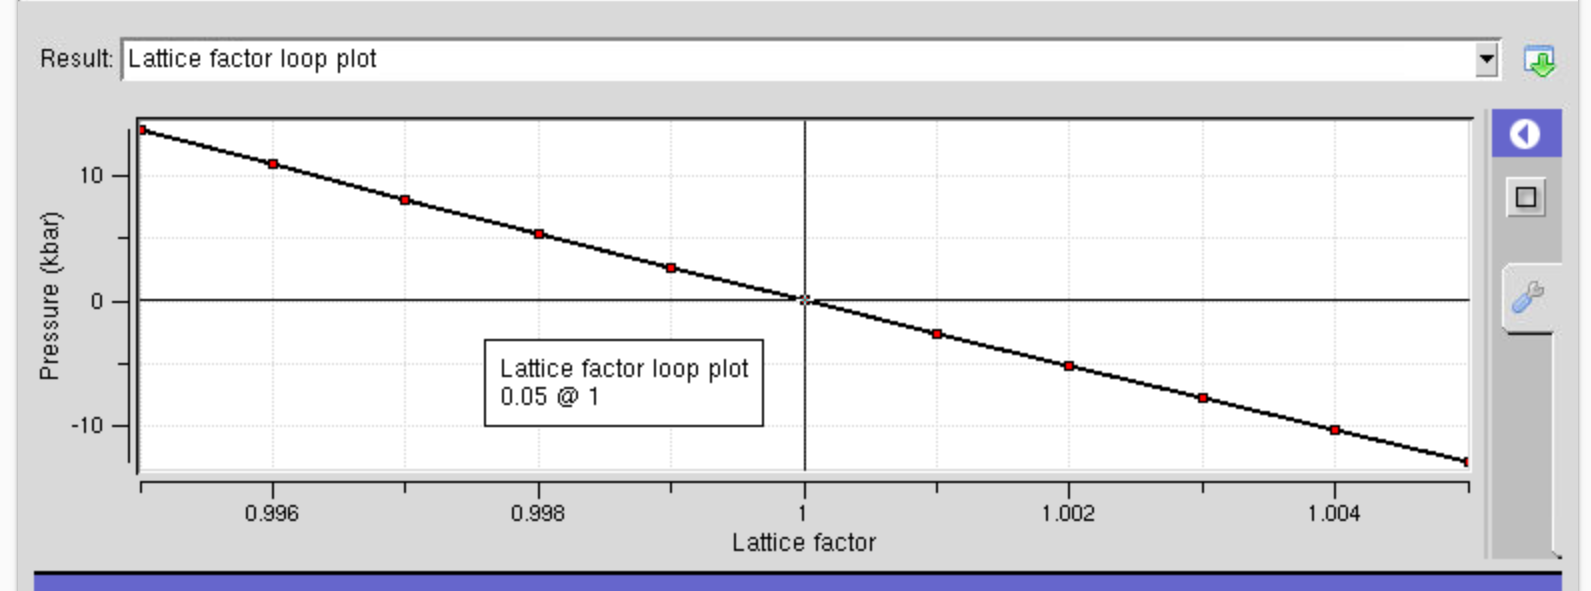 Result: Lattice factor loop plot
Pressure (kbar)
10
0
-10
Lattice factor loop plot
0.05 @ 1
0.996 0.998 1 1.002 1.004
Lattice factor